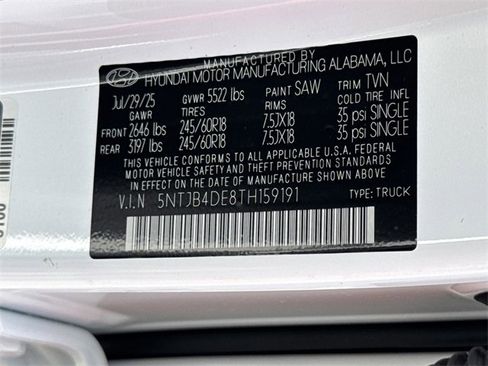 MANUFACTURED BY
HYUNDAI MOTOR MANUFACTURING ALABAMA, LLC
Jul/29/25 GVWR 5522 lbs PAINT SAW TRIM TVN
GAWR TIRES RIMS COLD TIRE INFL
FRONT 2646 lbs 245/60R18 7.5JX18 35 psi SINGLE
REAR 3197 lbs 245/60R18 7.5JX18 35 psi SINGLE
THIS VEHICLE CONFORMS TO ALL APPLICABLE U.S.A. FEDERAL
MOTOR VEHICLE SAFETY AND THEFT PREVENTION STANDARDS IN
EFFECT ON THE DATE OF MANUFACTURE SHOWN ABOVE.
V.I.N 5NTJB4DE8TH159191 TYPE: TRUCK